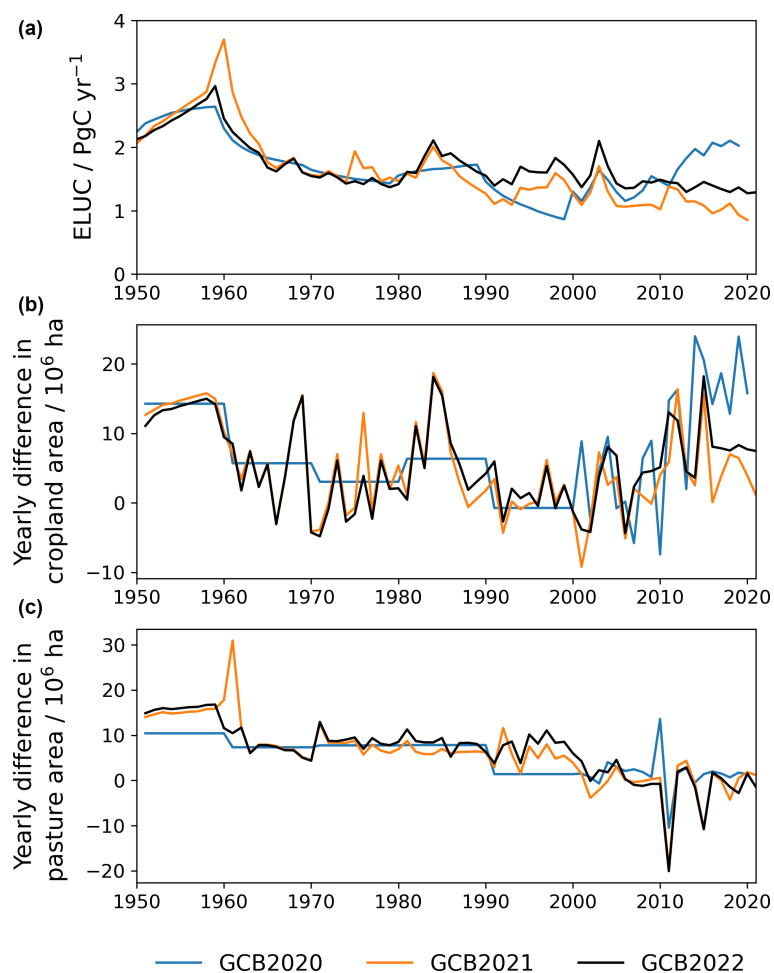 (a)
ELUC / PgC yr⁻¹
4
3
2
1
0
1950 1960 1970 1980 1990 2000 2010 2020
(b)
Yearly difference in
cropland area / 10⁶ ha
20
10
0
−10
1950 1960 1970 1980 1990 2000 2010 2020
(c)
Yearly difference in
pasture area / 10⁶ ha
30
20
10
0
−10
−20
1950 1960 1970 1980 1990 2000 2010 2020
GCB2020 GCB2021 GCB2022